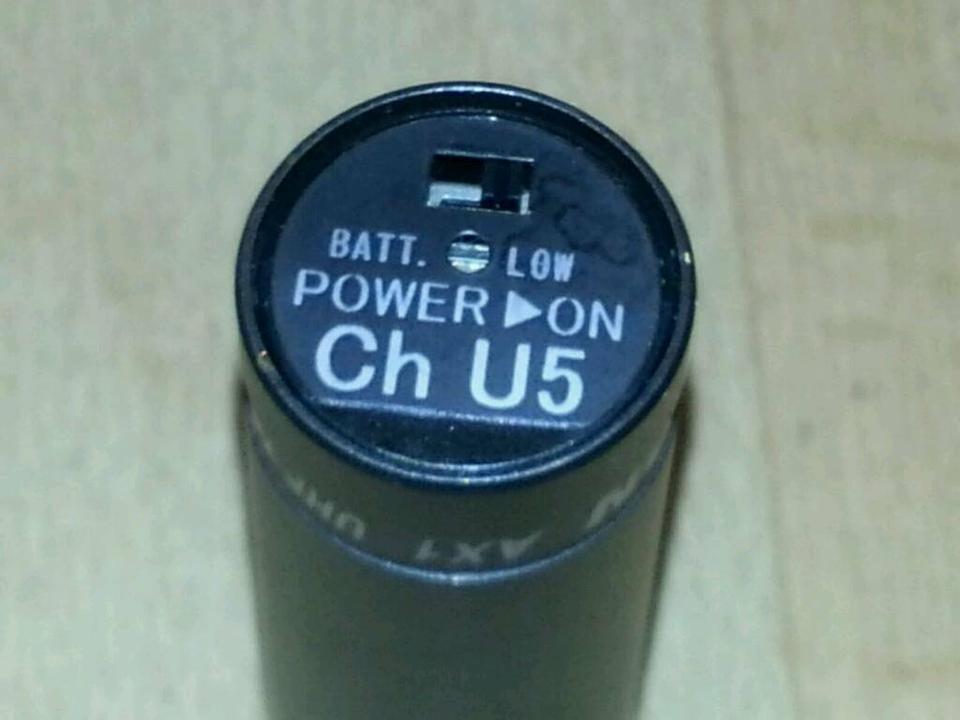 BATT. LOW
POWER ▶ON
Ch U5
AX1 UHF